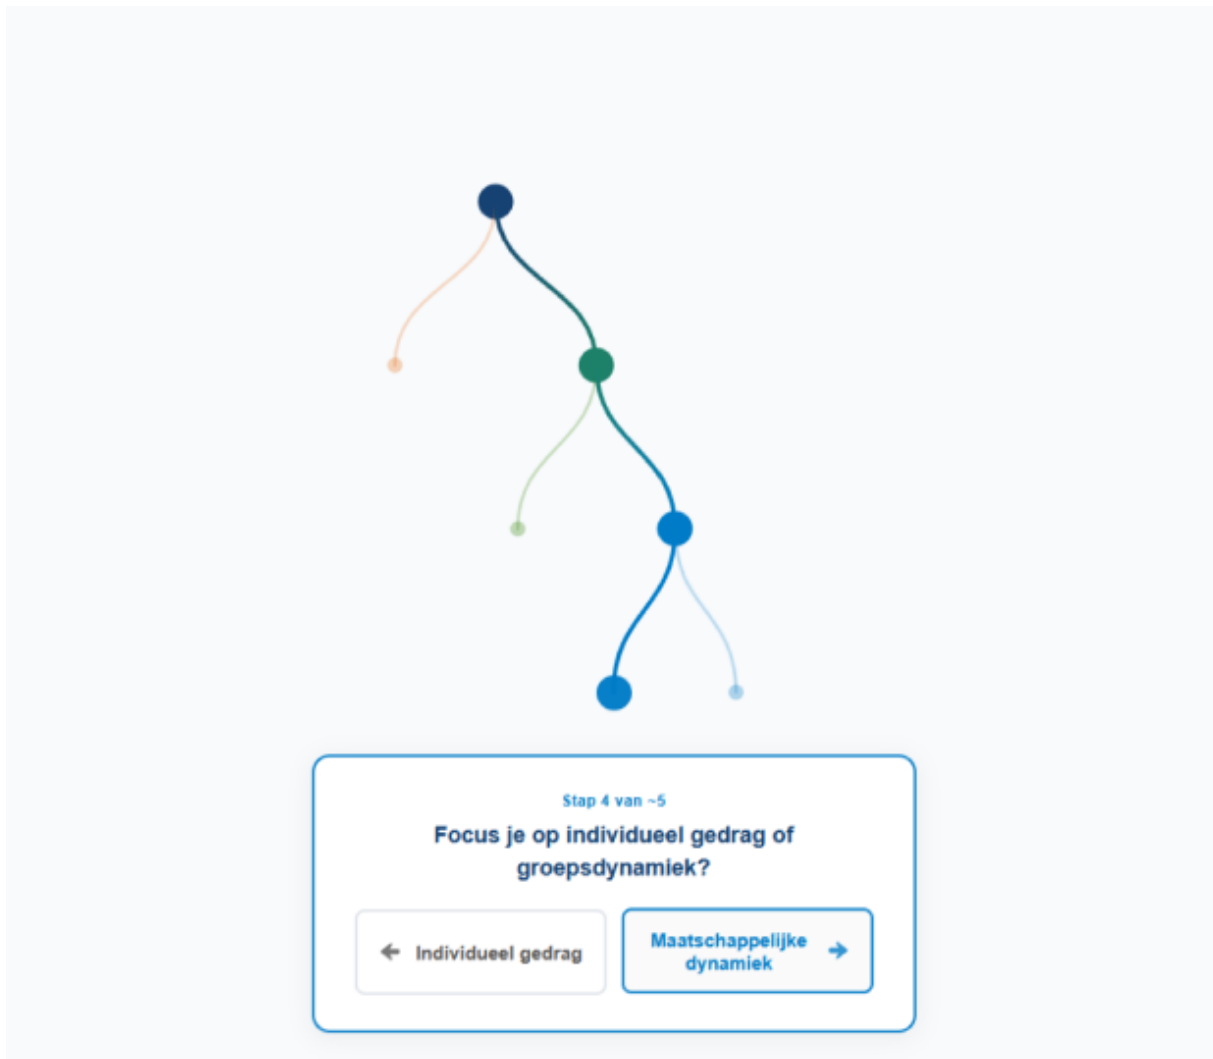 Stap 4 van ~5
Focus je op individueel gedrag of
groepsdynamiek?
← Individueel gedrag
Maatschappelijke
dynamiek →